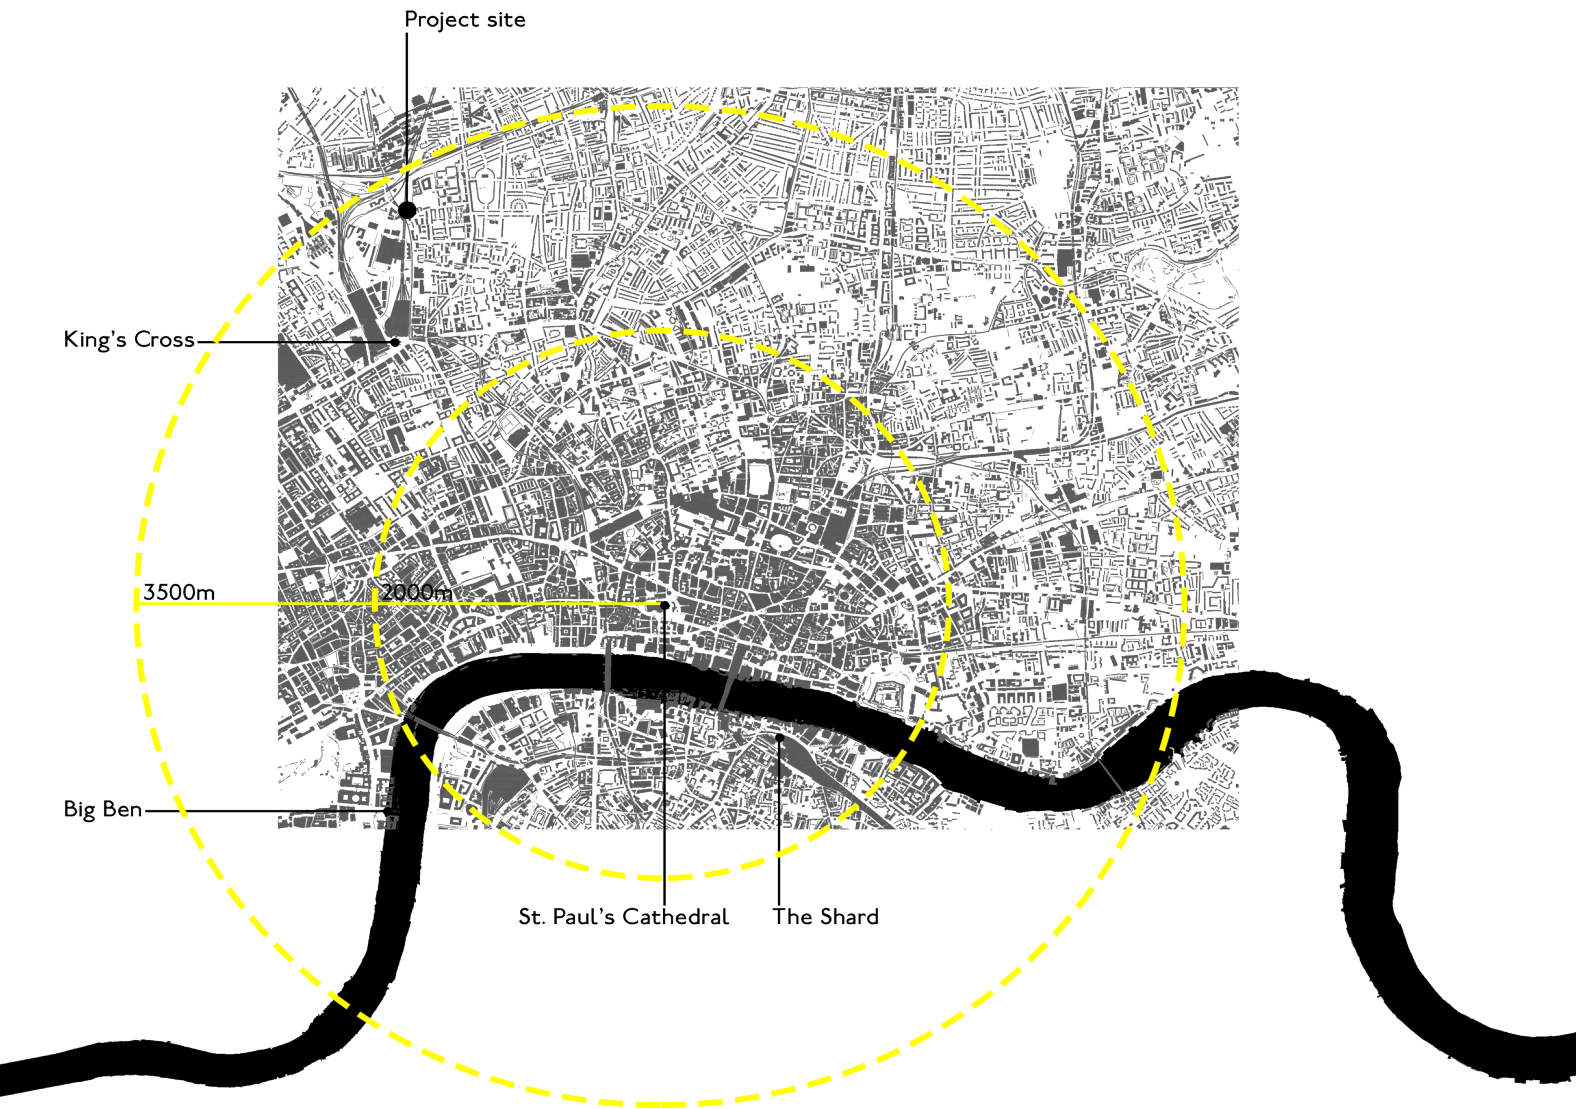 Project site
King's Cross
3500m
2000m
Big Ben
St. Paul's Cathedral
The Shard